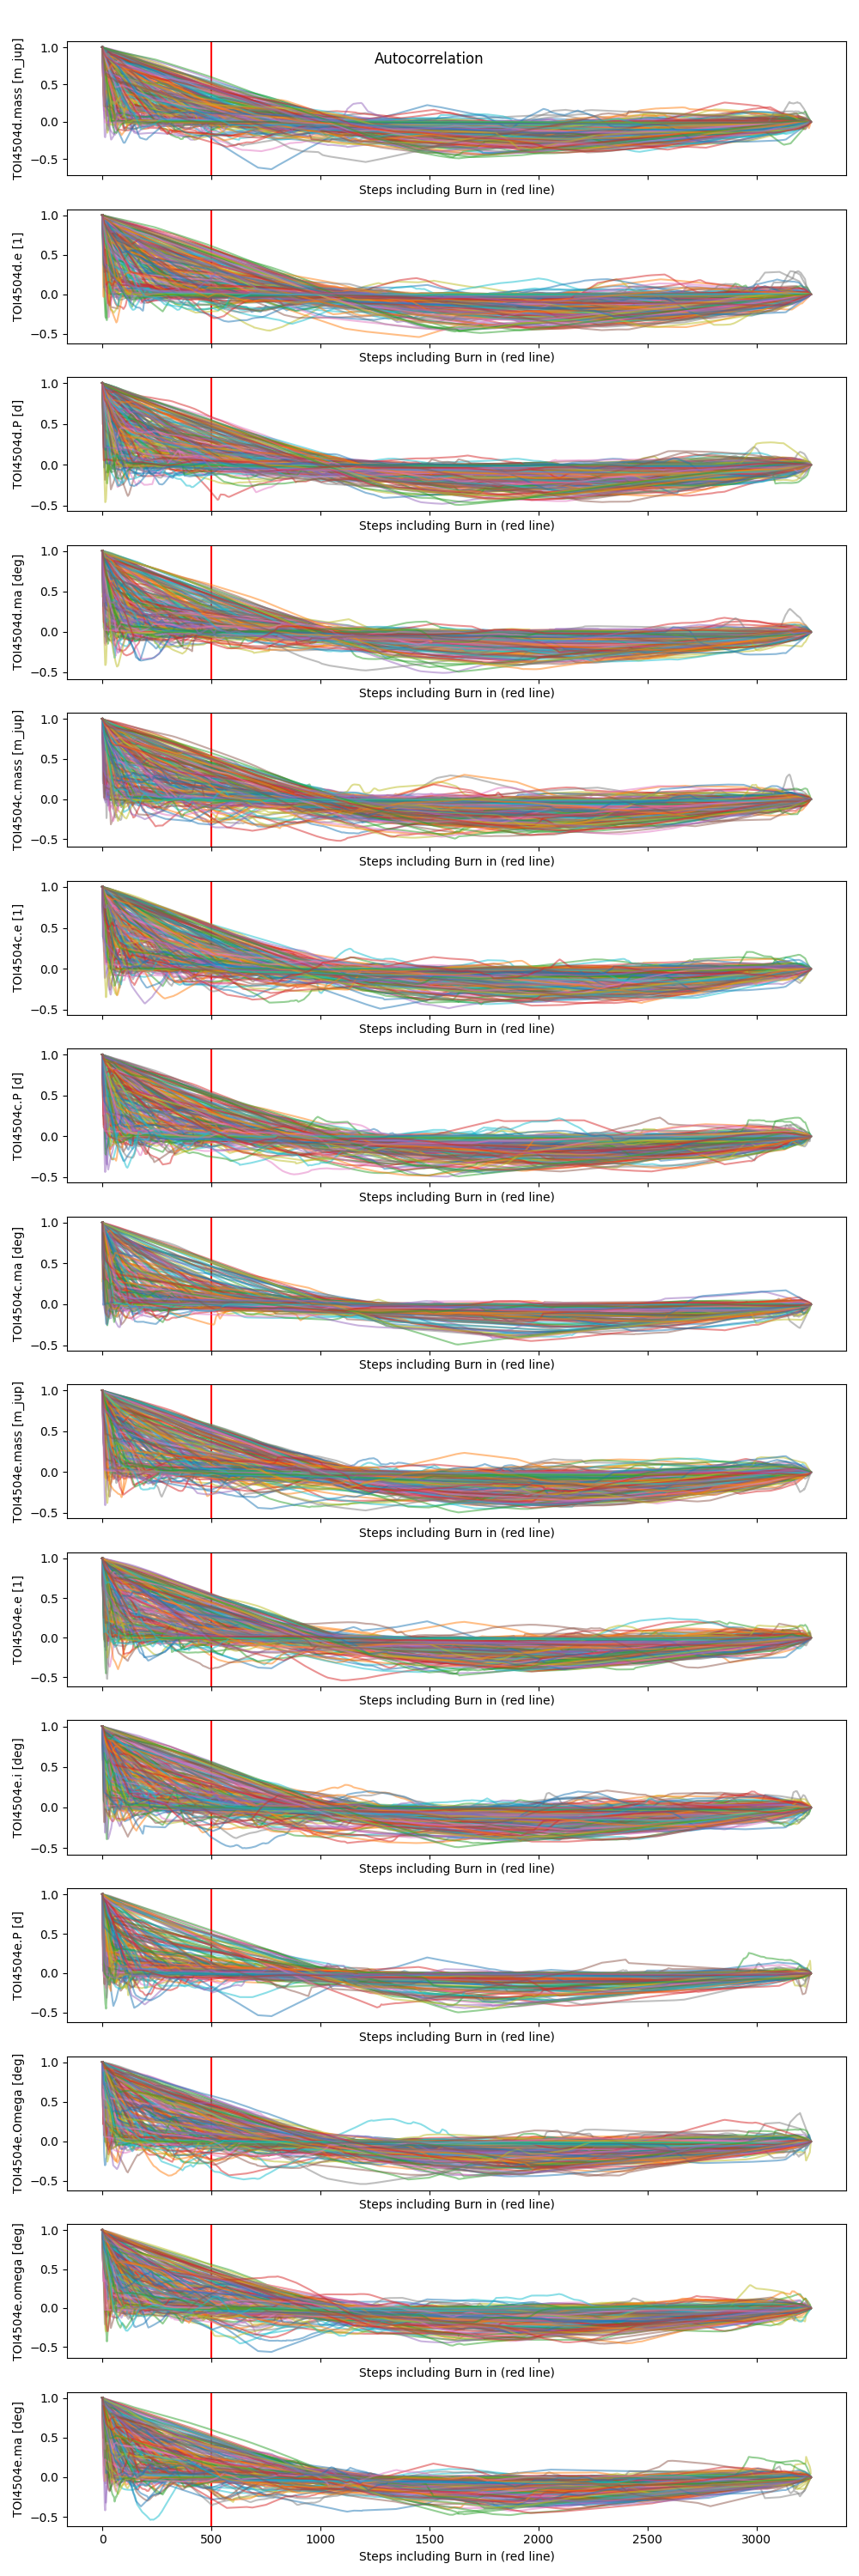 Autocorrelation
TOI4504d.mass [m_jup]
1.0
0.5
0.0
−0.5
Steps including Burn in (red line)
TOI4504d.e [1]
1.0
0.5
0.0
−0.5
Steps including Burn in (red line)
TOI4504d.P [d]
1.0
0.5
0.0
−0.5
Steps including Burn in (red line)
TOI4504d.ma [deg]
1.0
0.5
0.0
−0.5
Steps including Burn in (red line)
TOI4504c.mass [m_jup]
1.0
0.5
0.0
−0.5
Steps including Burn in (red line)
TOI4504c.e [1]
1.0
0.5
0.0
−0.5
Steps including Burn in (red line)
TOI4504c.P [d]
1.0
0.5
0.0
−0.5
Steps including Burn in (red line)
TOI4504c.ma [deg]
1.0
0.5
0.0
−0.5
Steps including Burn in (red line)
TOI4504e.mass [m_jup]
1.0
0.5
0.0
−0.5
Steps including Burn in (red line)
TOI4504e.e [1]
1.0
0.5
0.0
−0.5
Steps including Burn in (red line)
TOI4504e.i [deg]
1.0
0.5
0.0
−0.5
Steps including Burn in (red line)
TOI4504e.P [d]
1.0
0.5
0.0
−0.5
Steps including Burn in (red line)
TOI4504e.Omega [deg]
1.0
0.5
0.0
−0.5
Steps including Burn in (red line)
TOI4504e.omega [deg]
1.0
0.5
0.0
−0.5
Steps including Burn in (red line)
TOI4504e.ma [deg]
1.0
0.5
0.0
−0.5
0 500 1000 1500 2000 2500 3000
Steps including Burn in (red line)